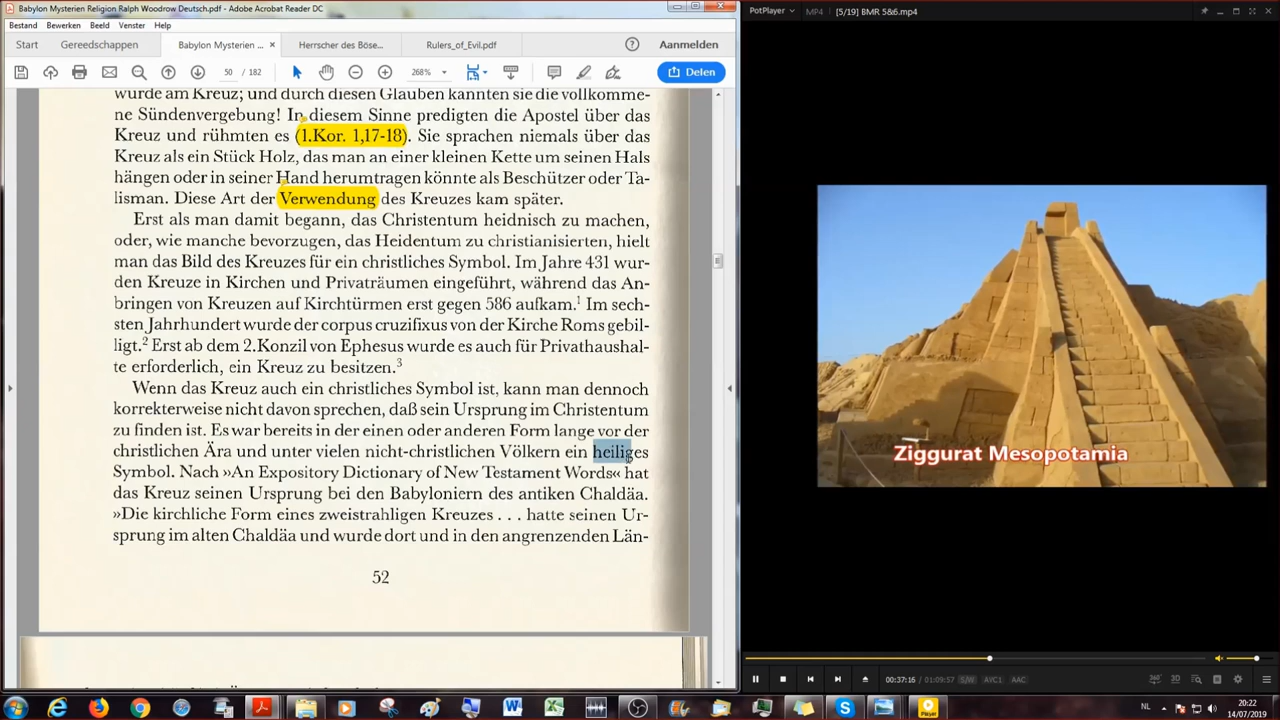 Babylon Mysterien Religion Ralph Woodrow Deutsch.pdf - Adobe Acrobat Reader DC
Bestand Bewerken Beeld Venster Help
Start Gereedschappen Babylon Mysterien ... × Herrscher des Böse... Rulers_of_Evil.pdf Aanmelden
50 / 182 268% Delen
wurde am Kreuz; und durch diesen Glauben kannten sie die vollkomme-
ne Sündenvergebung! In diesem Sinne predigten die Apostel über das
Kreuz und rühmten es (1.Kor. 1,17-18). Sie sprachen niemals über das
Kreuz als ein Stück Holz, das man an einer kleinen Kette um seinen Hals
hängen oder in seiner Hand herumtragen könnte als Beschützer oder Ta-
lisman. Diese Art der Verwendung des Kreuzes kam später.
Erst als man damit begann, das Christentum heidnisch zu machen,
oder, wie manche bevorzugen, das Heidentum zu christianisierten, hielt
man das Bild des Kreuzes für ein christliches Symbol. Im Jahre 431 wur-
den Kreuze in Kirchen und Privaträumen eingeführt, während das An-
bringen von Kreuzen auf Kirchtürmen erst gegen 586 aufkam.¹ Im sech-
sten Jahrhundert wurde der corpus cruzifixus von der Kirche Roms gebil-
ligt.² Erst ab dem 2.Konzil von Ephesus wurde es auch für Privathaushal-
te erforderlich, ein Kreuz zu besitzen.³
Wenn das Kreuz auch ein christliches Symbol ist, kann man dennoch
korrekterweise nicht davon sprechen, daß sein Ursprung im Christentum
zu finden ist. Es war bereits in der einen oder anderen Form lange vor der
christlichen Ära und unter vielen nicht-christlichen Völkern ein heiliges
Symbol. Nach »An Expository Dictionary of New Testament Words« hat
das Kreuz seinen Ursprung bei den Babyloniern des antiken Chaldäa.
»Die kirchliche Form eines zweistrahligen Kreuzes . . . hatte seinen Ur-
sprung im alten Chaldäa und wurde dort und in den angrenzenden Län-
52
PotPlayer MP4 [5/19] BMR 5&6.mp4
Ziggurat Mesopotamia
00:37:16 / 01:09:57 S/W AVC1 AAC 3D
NL 20:22
14/07/2019